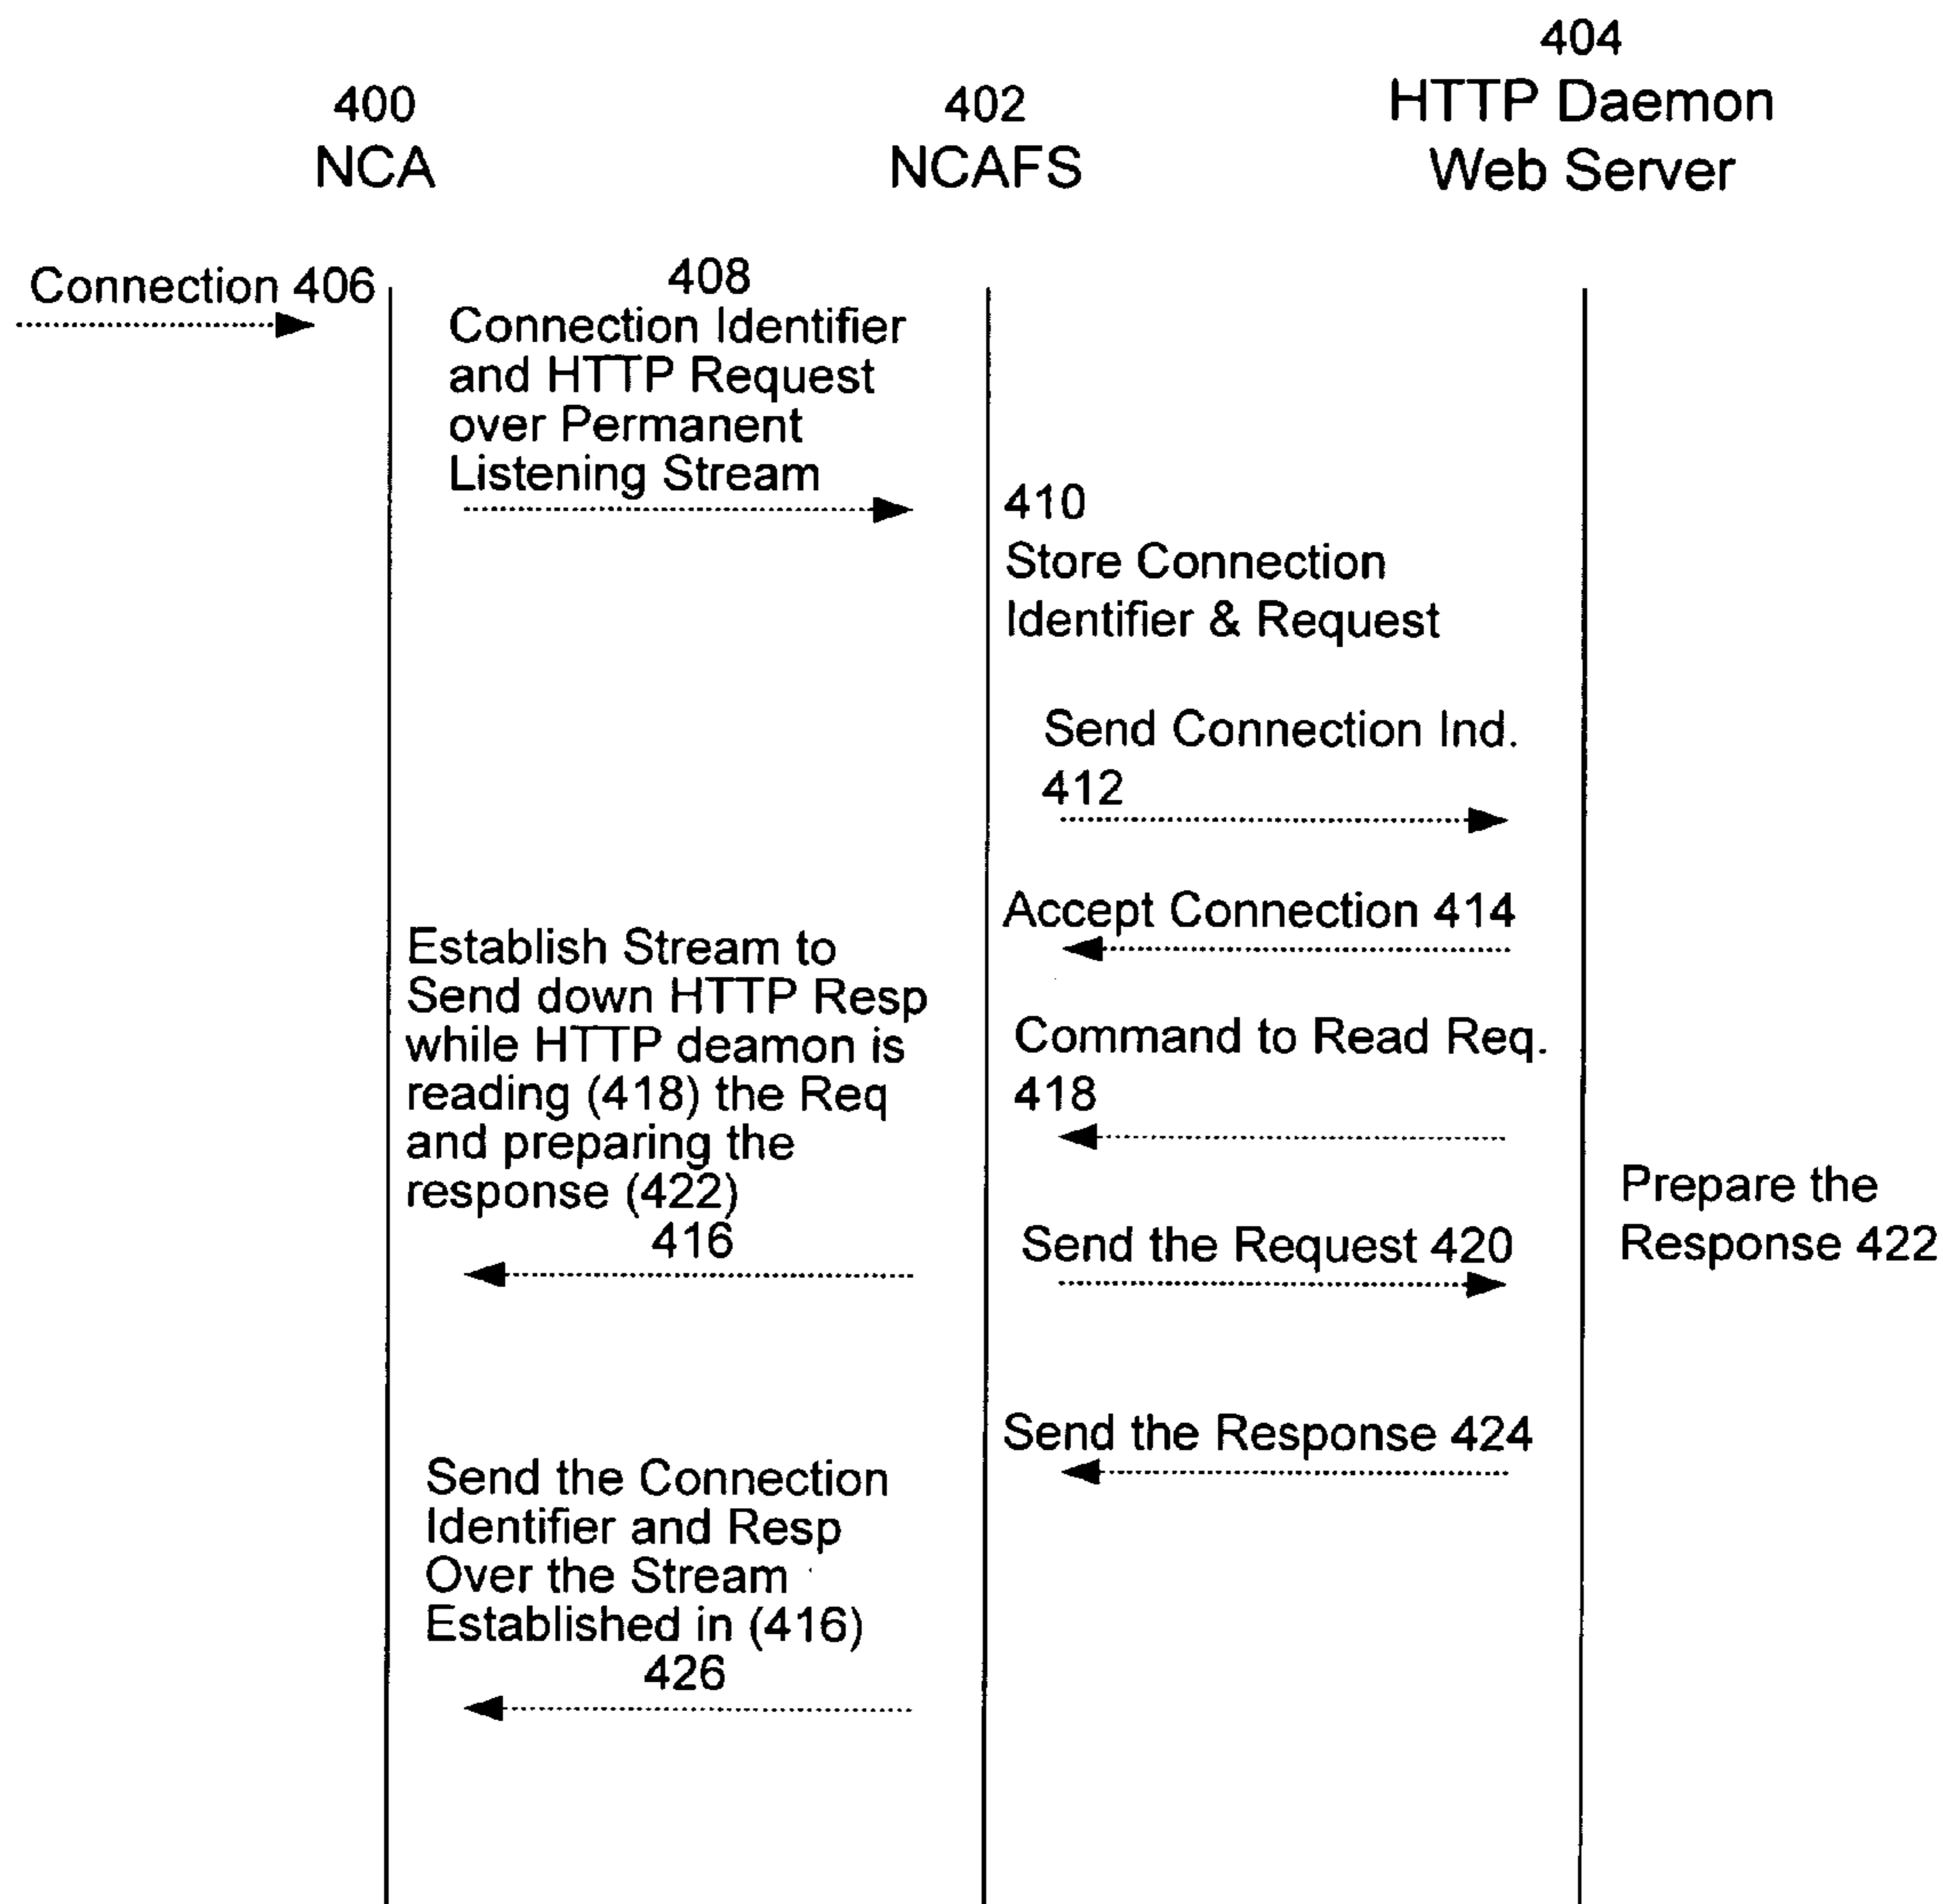 404
400
402
HTTP Daemon
NCA
NCAFS
Web Server
Connection 406
408
Connection Identifier
and HTTP Request
over Permanent
Listening Stream
410
Store Connection
Identifier & Request
Send Connection Ind.
412
Accept Connection 414
Establish Stream to
Send down HTTP Resp
while HTTP deamon is
reading (418) the Req
and preparing the
response (422)
416
Command to Read Req.
418
Prepare the
Response 422
Send the Request 420
Send the Response 424
Send the Connection
Identifier and Resp
Over the Stream
Established in (416)
426